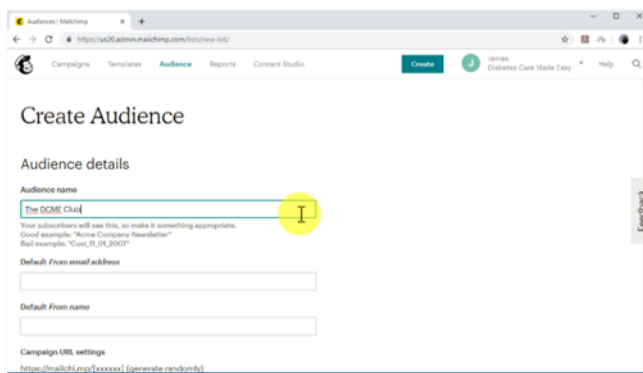 Audiences | Mailchimp
https://us20.admin.mailchimp.com/lists/new-list/
Campaigns Templates Audience Reports Content Studio Create J James Help
Diabetes Care Made Easy
Create Audience
Audience details
Audience name
The DCME Club
Your subscribers will see this, so make it something appropriate.
Good example: "Acme Company Newsletter"
Bad example: "Cust_11_01_2007"
Default From email address
Default From name
Campaign URL settings
https://mailchi.mp/[xxxxxx] (generate randomly)
Feedback